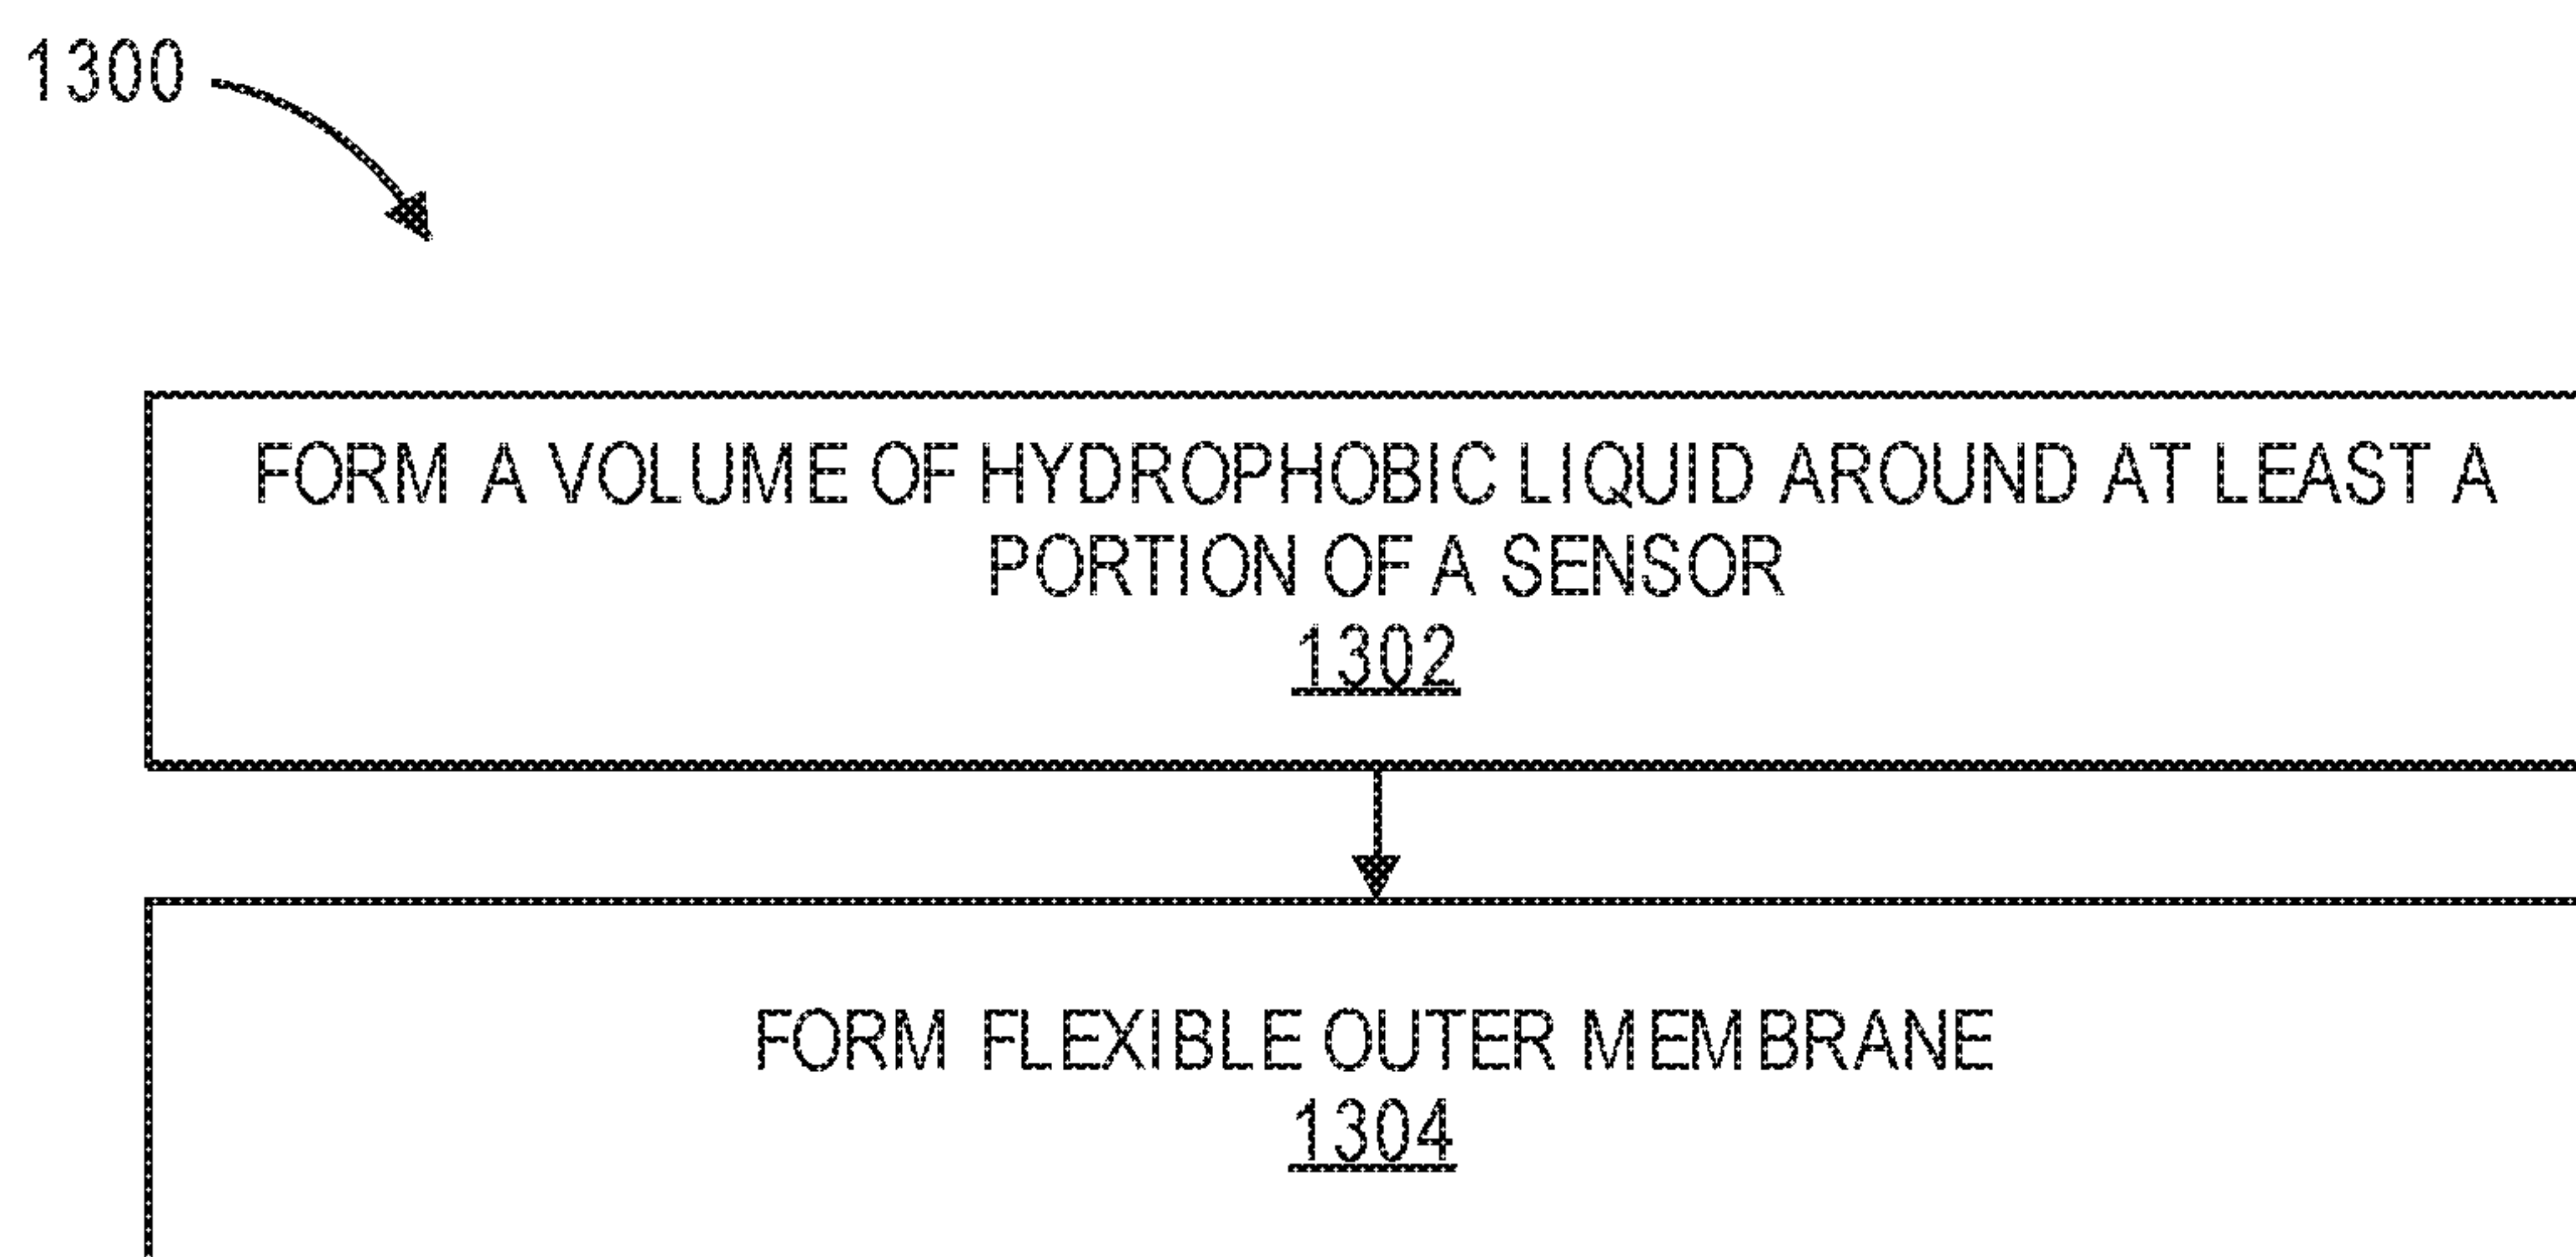 1300
FORM A VOLUME OF HYDROPHOBIC LIQUID AROUND AT LEAST A
PORTION OF A SENSOR
1302
FORM FLEXIBLE OUTER MEMBRANE
1304